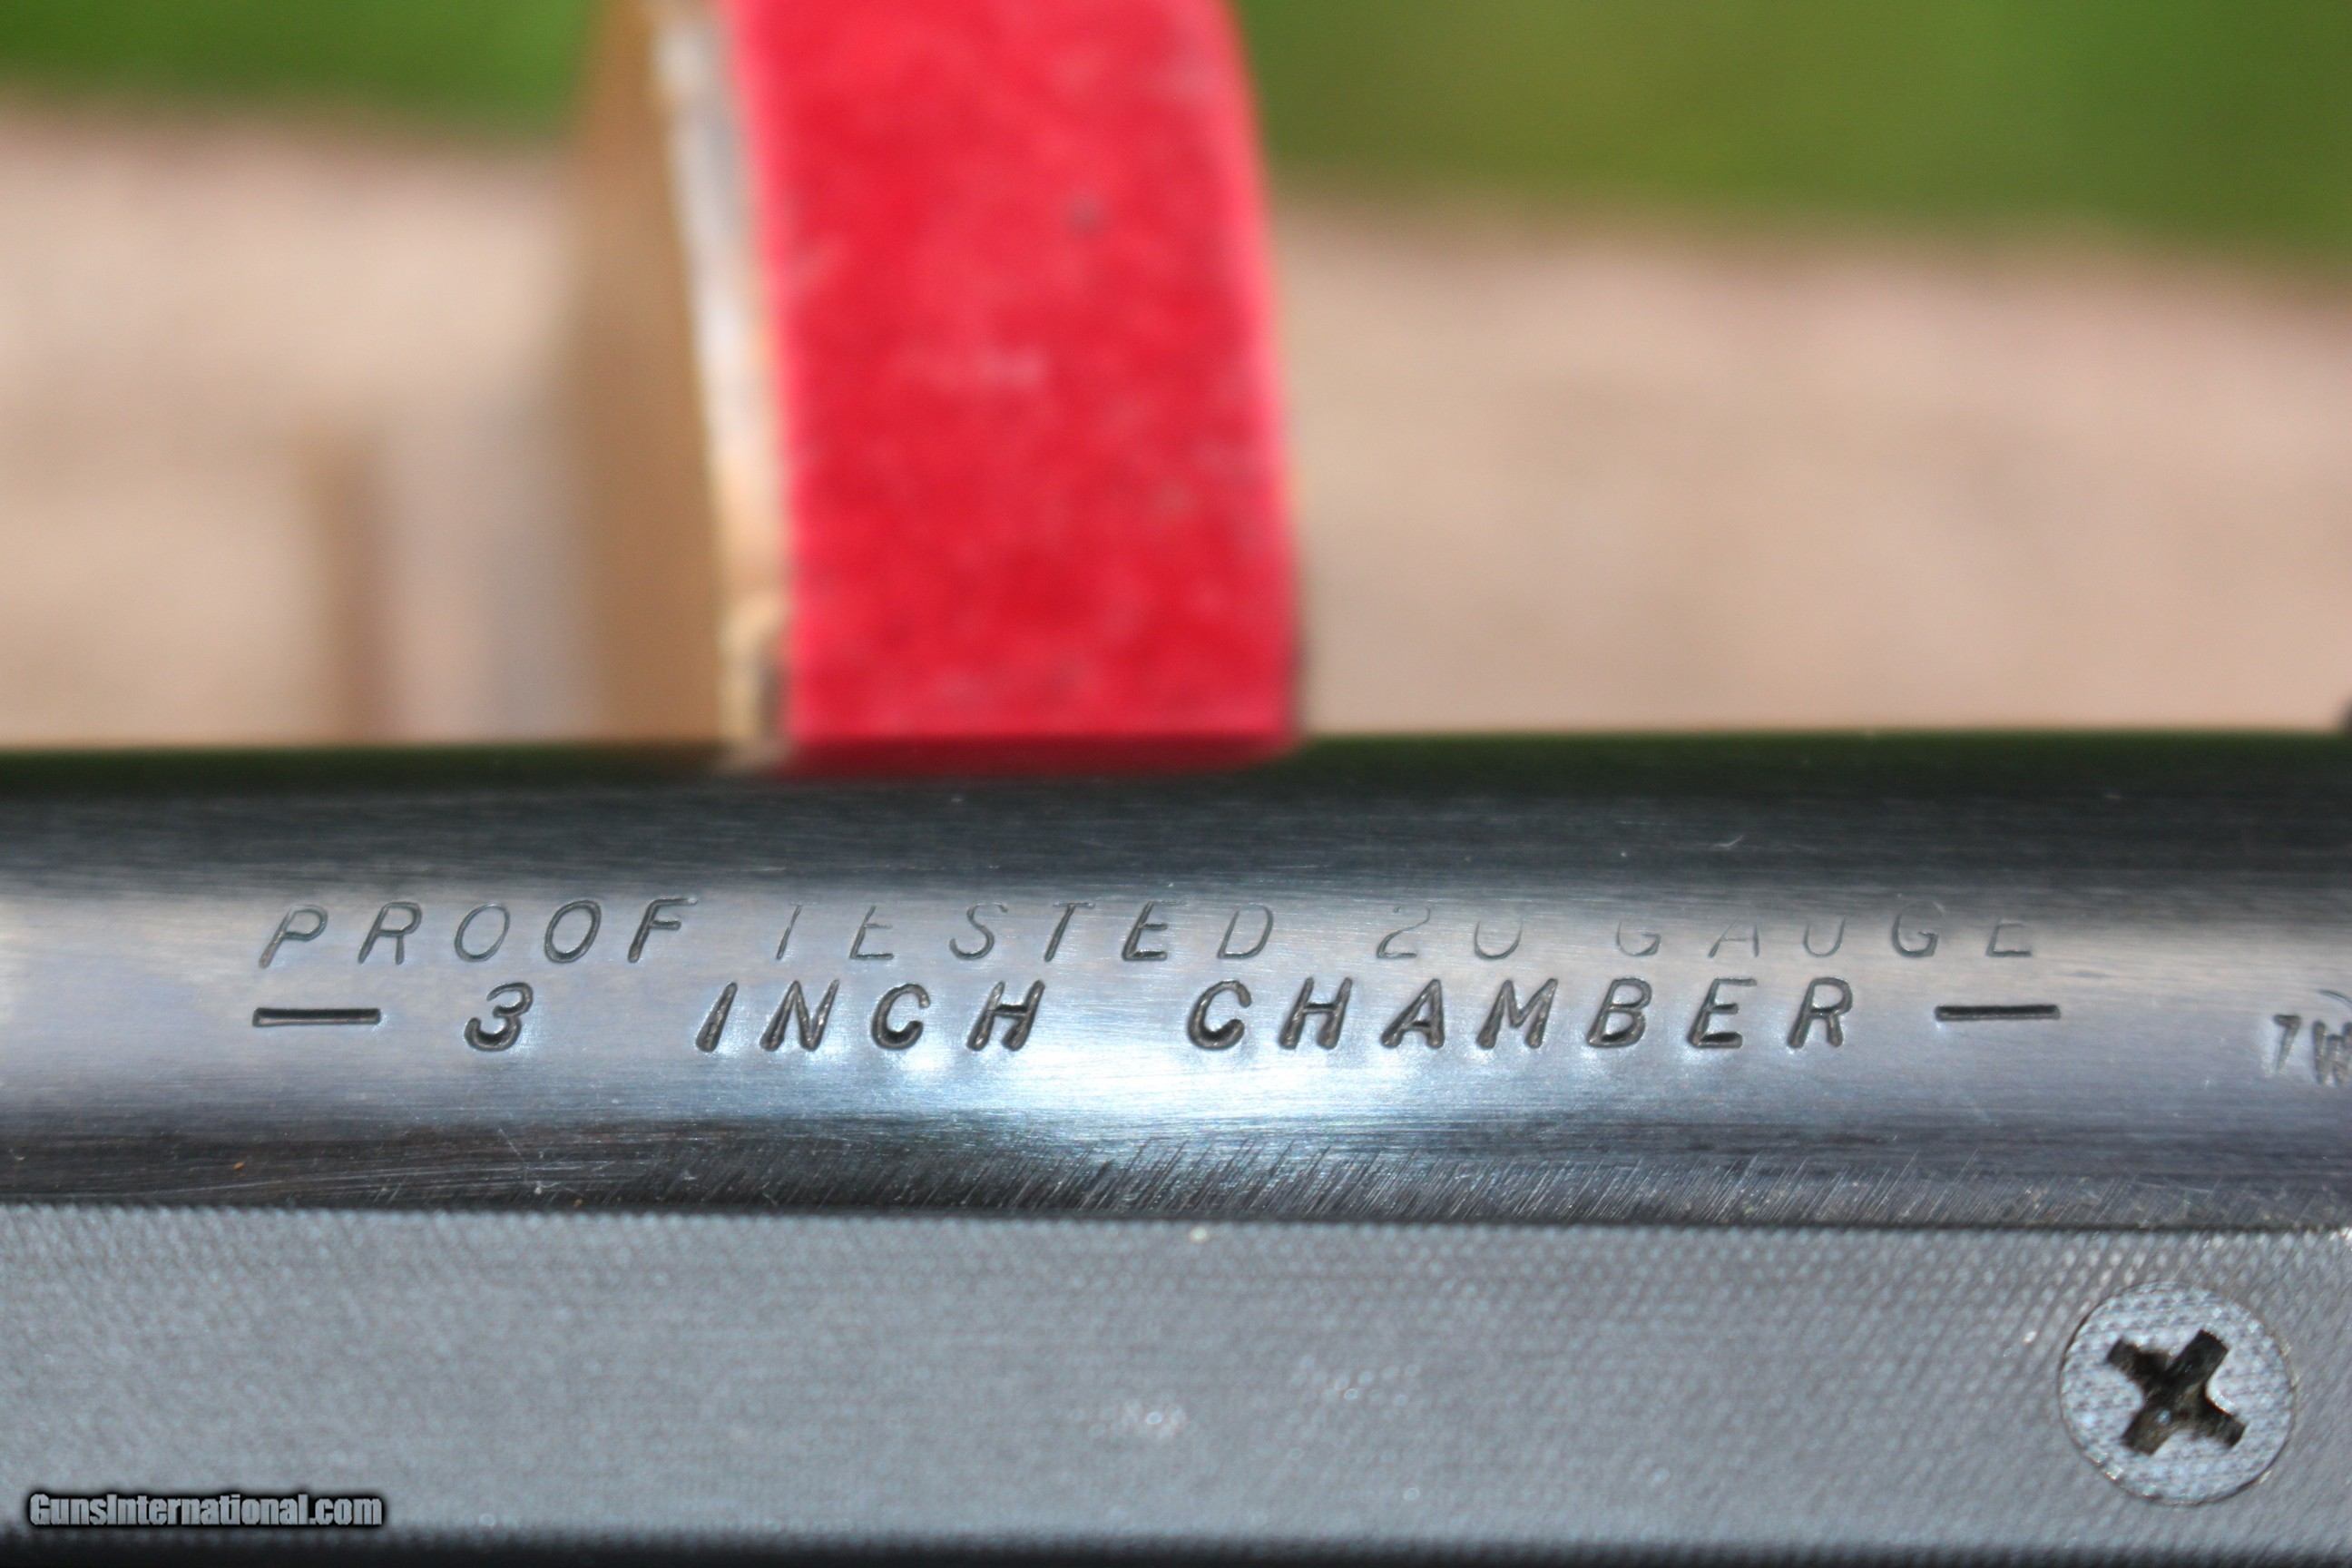 PROOF TESTED 20 GAUGE
— 3 INCH CHAMBER —
GunsInternational.com